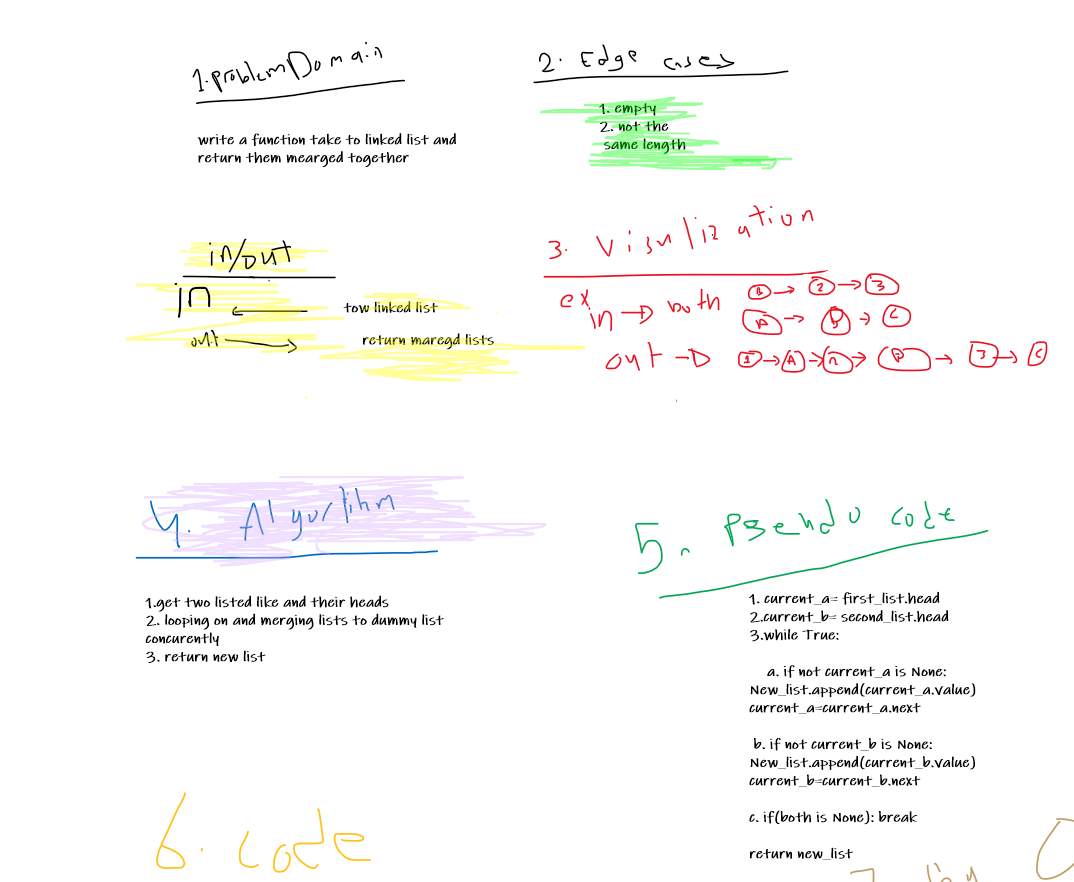 1. problem Domain
write a function take to linked list and
return them mearged together
2. Edge cases
1. empty
2. not the
same length
in/out
in
tow linked list
out
return maregd lists
3. Visulization
ex
in → both 1 → 2 → 3
A → B → C
out → 1 → A → 2 → B → 3 → C
4. Algorithm
1.get two listed like and their heads
2. looping on and merging lists to dummy list
concurently
3. return new list
5. Pseudo code
1. current_a= first_list.head
2.current_b= second_list.head
3.while True:
a. if not current_a is None:
New_list.append(current_a.value)
current_a=current_a.next
b. if not current_b is None:
New_list.append(current_b.value)
current_b=current_b.next
c. if(both is None): break
return new_list
6. code